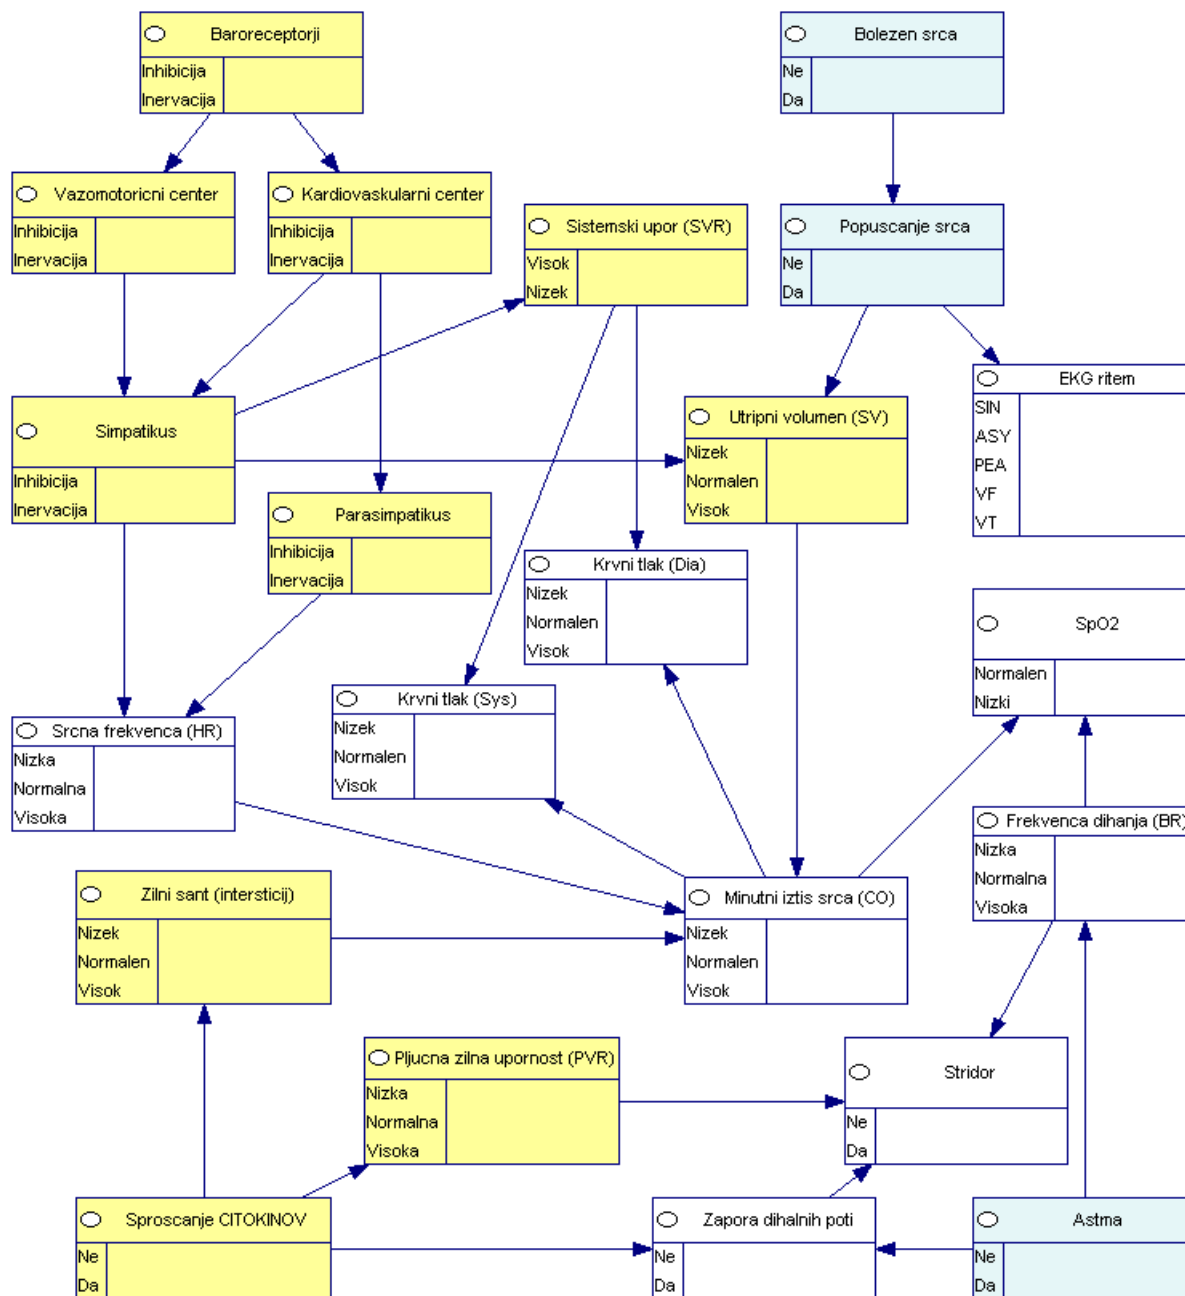 Baroreceptorji
Inhibicija
Inervacija
Bolezen srca
Ne
Da
Vazomotoricni center
Inhibicija
Inervacija
Kardiovaskularni center
Inhibicija
Inervacija
Sistemski upor (SVR)
Visok
Nizek
Popuscanje srca
Ne
Da
EKG ritem
SIN
ASY
PEA
VF
VT
Simpatikus
Inhibicija
Inervacija
Utripni volumen (SV)
Nizek
Normalen
Visok
Parasimpatikus
Inhibicija
Inervacija
Krvni tlak (Dia)
Nizek
Normalen
Visok
SpO2
Normalen
Nizki
Krvni tlak (Sys)
Nizek
Normalen
Visok
Srcna frekvenca (HR)
Nizka
Normalna
Visoka
Frekvenca dihanja (BR)
Nizka
Normalna
Visoka
Zilni sant (intersticij)
Nizek
Normalen
Visok
Minutni iztis srca (CO)
Nizek
Normalen
Visok
Pljucna zilna upornost (PVR)
Nizka
Normalna
Visoka
Stridor
Ne
Da
Sproscanje CITOKINOV
Ne
Da
Zapora dihalnih poti
Ne
Da
Astma
Ne
Da